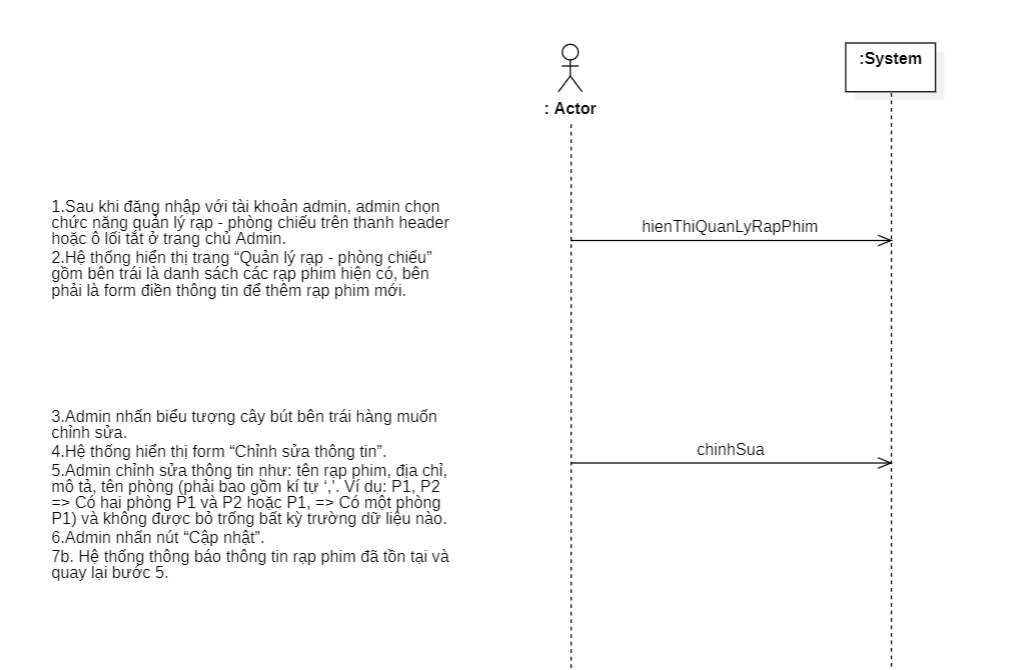 :System
: Actor
1.Sau khi đăng nhập với tài khoản admin, admin chọn
chức năng quản lý rạp - phòng chiếu trên thanh header
hoặc ô lối tắt ở trang chủ Admin.
2.Hệ thống hiển thị trang “Quản lý rạp - phòng chiếu”
gồm bên trái là danh sách các rạp phim hiện có, bên
phải là form điền thông tin để thêm rạp phim mới.
hienThiQuanLyRapPhim
3.Admin nhấn biểu tượng cây bút bên trái hàng muốn
chỉnh sửa.
4.Hệ thống hiển thị form “Chỉnh sửa thông tin”.
5.Admin chỉnh sửa thông tin như: tên rạp phim, địa chỉ,
mô tả, tên phòng (phải bao gồm kí tự ‘,’. Ví dụ: P1, P2
=> Có hai phòng P1 và P2 hoặc P1, => Có một phòng
P1) và không được bỏ trống bất kỳ trường dữ liệu nào.
6.Admin nhấn nút “Cập nhật”.
7b. Hệ thống thông báo thông tin rạp phim đã tồn tại và
quay lại bước 5.
chinhSua